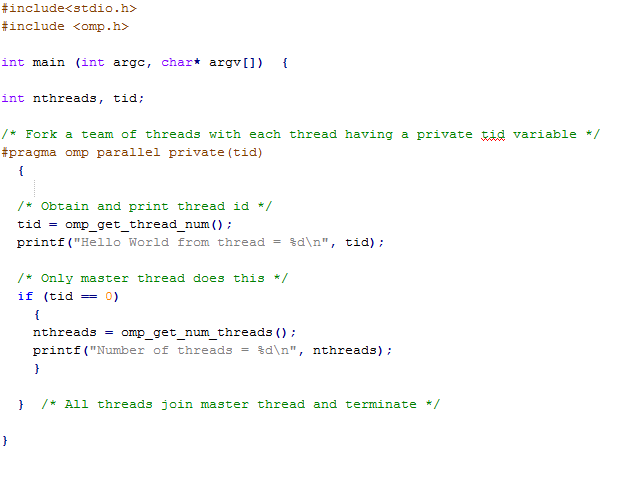 #include<stdio.h>
#include <omp.h>
int main (int argc, char* argv[])  {
int nthreads, tid;
/* Fork a team of threads with each thread having a private tid variable */
#pragma omp parallel private(tid)
{
/* Obtain and print thread id */
tid = omp_get_thread_num();
printf("Hello World from thread = %d\n", tid);
/* Only master thread does this */
if (tid == 0)
{
nthreads = omp_get_num_threads();
printf("Number of threads = %d\n", nthreads);
}
}  /* All threads join master thread and terminate */
}